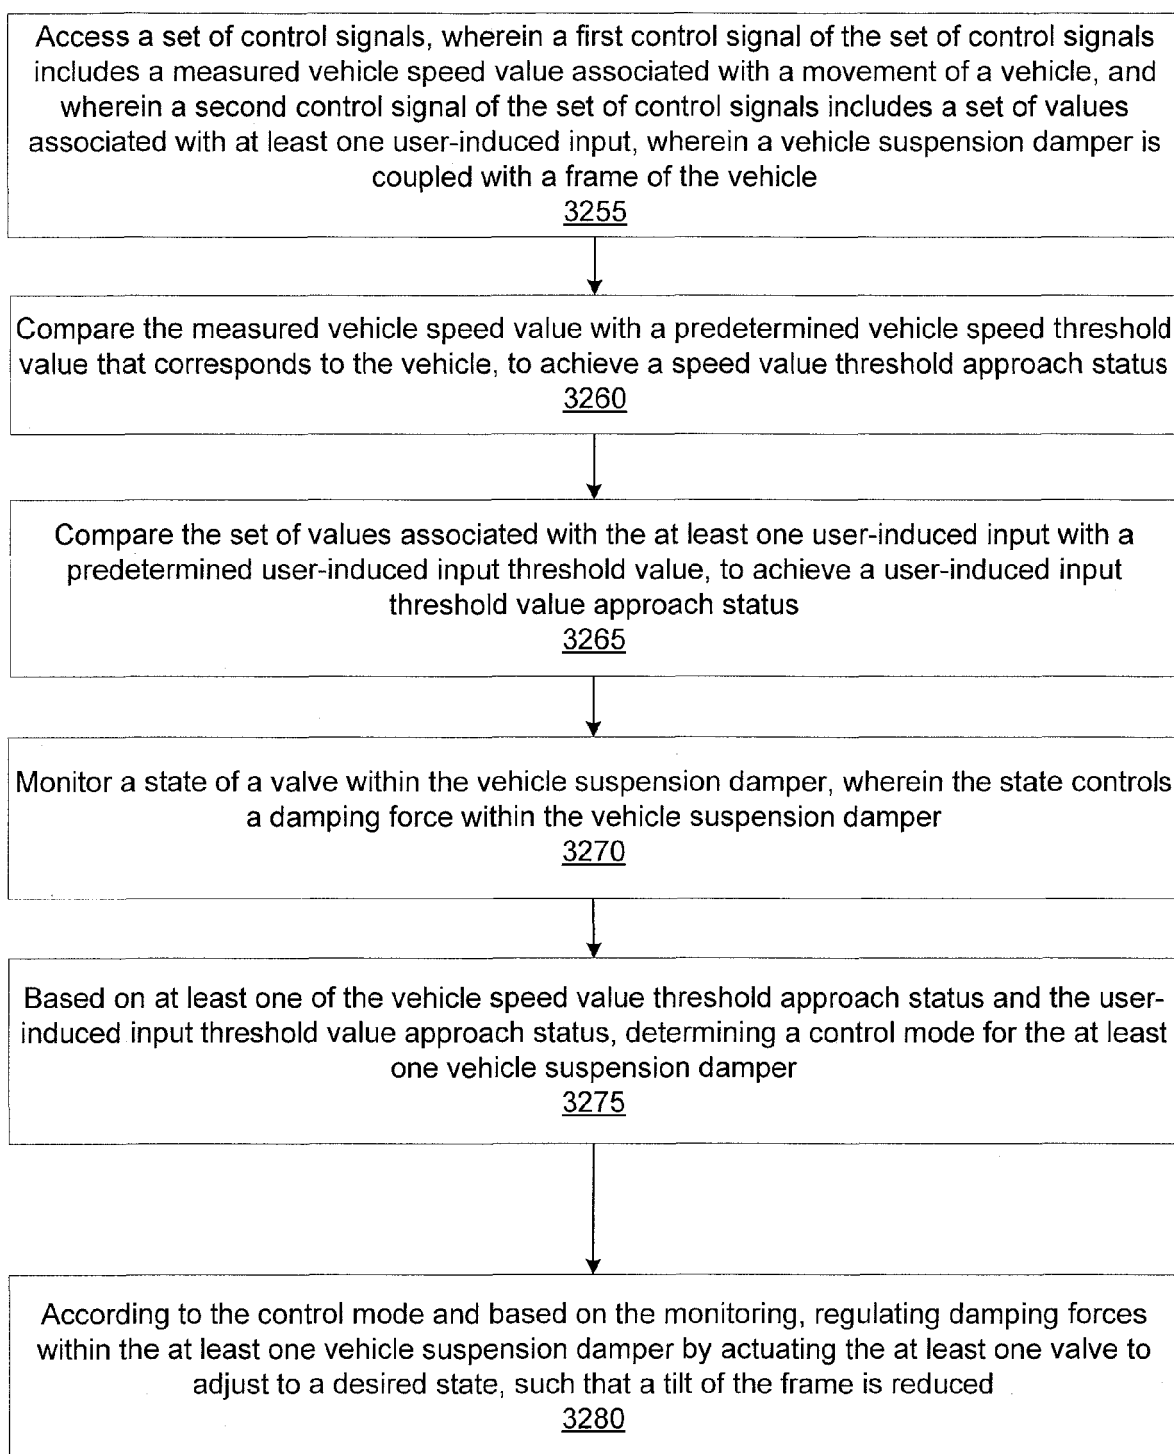 Access a set of control signals, wherein a first control signal of the set of control signals
includes a measured vehicle speed value associated with a movement of a vehicle, and
wherein a second control signal of the set of control signals includes a set of values
associated with at least one user-induced input, wherein a vehicle suspension damper is
coupled with a frame of the vehicle
3255
Compare the measured vehicle speed value with a predetermined vehicle speed threshold
value that corresponds to the vehicle, to achieve a speed value threshold approach status
3260
Compare the set of values associated with the at least one user-induced input with a
predetermined user-induced input threshold value, to achieve a user-induced input
threshold value approach status
3265
Monitor a state of a valve within the vehicle suspension damper, wherein the state controls
a damping force within the vehicle suspension damper
3270
Based on at least one of the vehicle speed value threshold approach status and the user-
induced input threshold value approach status, determining a control mode for the at least
one vehicle suspension damper
3275
According to the control mode and based on the monitoring, regulating damping forces
within the at least one vehicle suspension damper by actuating the at least one valve to
adjust to a desired state, such that a tilt of the frame is reduced
3280